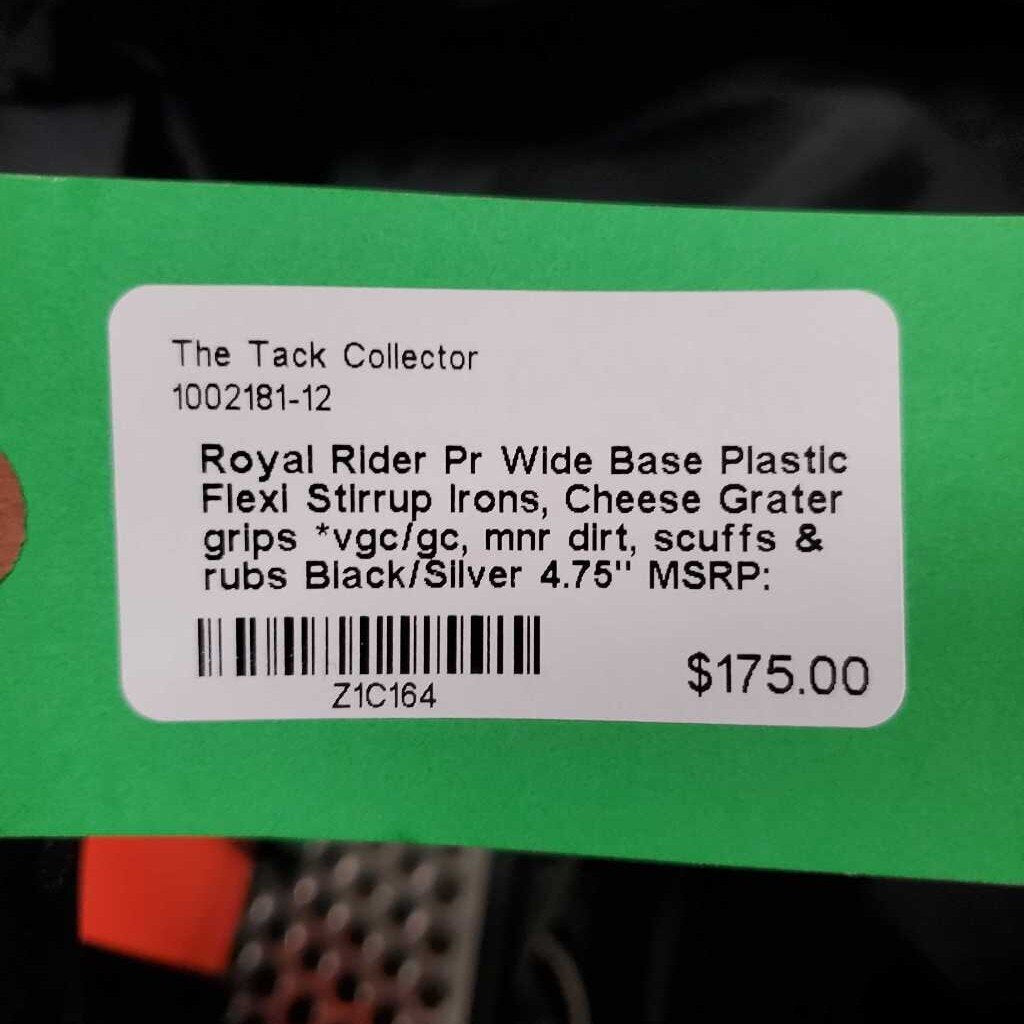 The Tack Collector
1002181-12
Royal Rider Pr Wide Base Plastic
Flexi Stirrup Irons, Cheese Grater
grips *vgc/gc, mnr dirt, scuffs &
rubs Black/Silver 4.75" MSRP:
$175.00
Z1C164